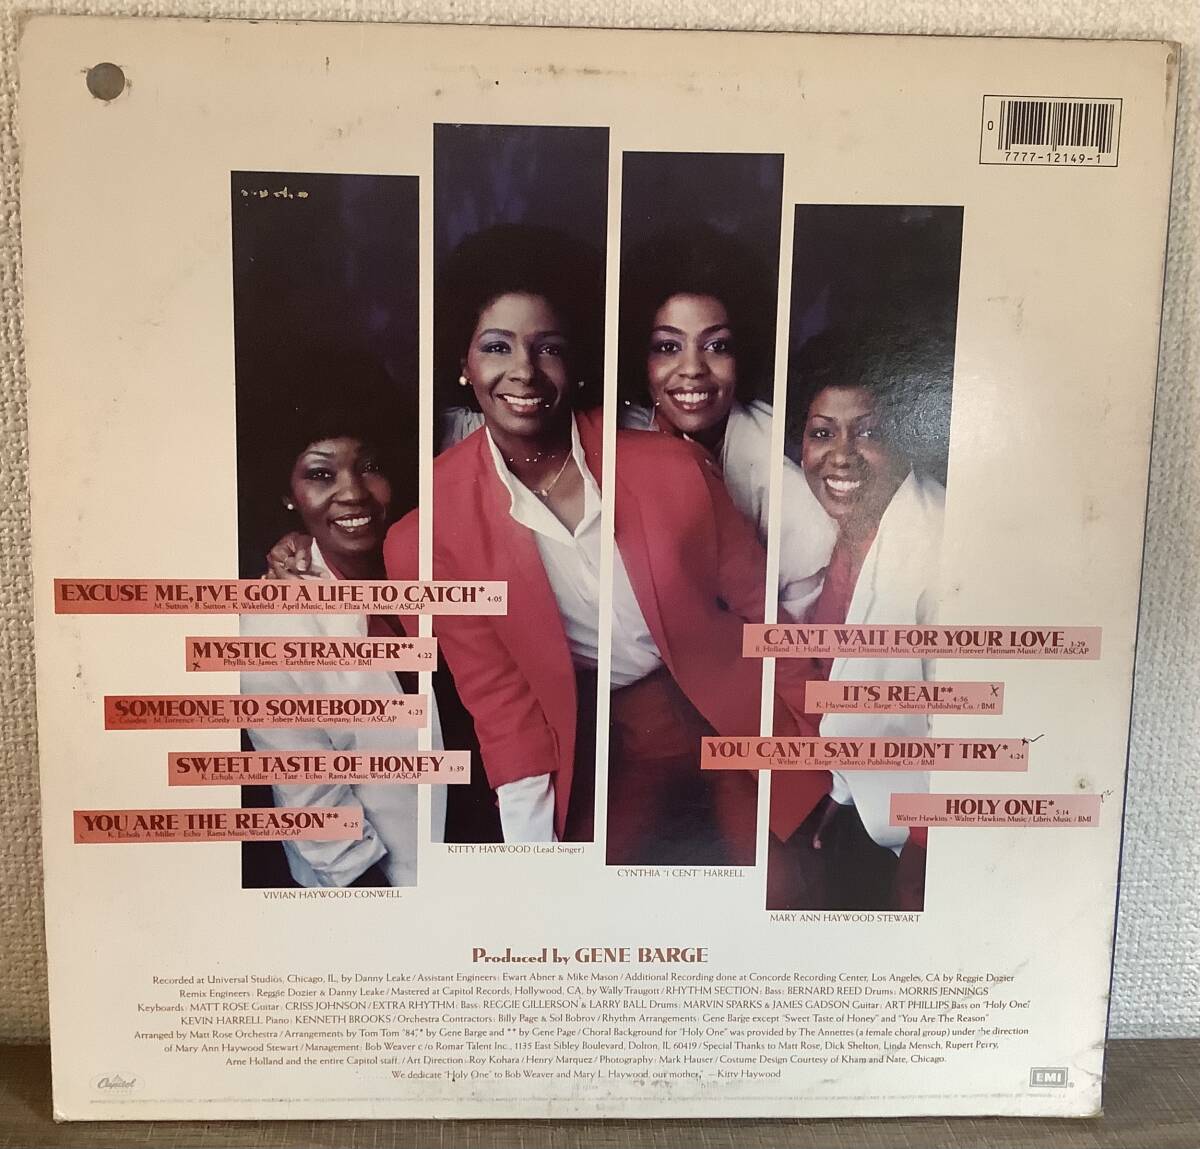 0
7777-12149-1
EXCUSE ME, I'VE GOT A LIFE TO CATCH* 4:05
M. Sutton · B. Sutton · K. Wakefield · April Music, Inc. / Eliza M. Music / ASCAP
MYSTIC STRANGER** 4:22
Phyllis St. James · Earthfire Music Co. / BMI
SOMEONE TO SOMEBODY** 4:23
M. Torrence · T. Gordy · D. Kane · Jobete Music Company, Inc. / ASCAP
SWEET TASTE OF HONEY 3:39
K. Echols · A. Miller · L. Tate · Echo · Rama Music World / ASCAP
YOU ARE THE REASON** 4:25
K. Echols · A. Miller · Echo · Rama Music World / ASCAP
CAN'T WAIT FOR YOUR LOVE 3:29
B. Holland · E. Holland · Stone Diamond Music Corporation / Forever Platinum Music / BMI / ASCAP
IT'S REAL** 4:56
K. Haywood · G. Barge · Sabarco Publishing Co. / BMI
YOU CAN'T SAY I DIDN'T TRY* 4:24
L. Weber · G. Barge · Sabarco Publishing Co. / BMI
HOLY ONE* 5:14
Walter Hawkins · Walter Hawkins Music / Libris Music / BMI
VIVIAN HAYWOOD CONWELL
KITTY HAYWOOD (Lead Singer)
CYNTHIA "1 CENT" HARRELL
MARY ANN HAYWOOD STEWART
Produced by GENE BARGE
Recorded at Universal Studios, Chicago, IL, by Danny Leake / Assistant Engineers: Ewart Abner & Mike Mason / Additional Recording done at Concorde Recording Center, Los Angeles, CA by Reggie Dozier
Remix Engineers: Reggie Dozier & Danny Leake / Mastered at Capitol Records, Hollywood, CA, by Wally Traugott / RHYTHM SECTION: Bass: BERNARD REED Drums: MORRIS JENNINGS
Keyboards: MATT ROSE Guitar: CRISS JOHNSON / EXTRA RHYTHM: Bass: REGGIE GILLERSON & LARRY BALL Drums: MARVIN SPARKS & JAMES GADSON Guitar: ART PHILLIPS Bass on "Holy One:"
KEVIN HARRELL Piano: KENNETH BROOKS / Orchestra Contractors: Billy Page & Sol Bobrov / Rhythm Arrangements: Gene Barge except "Sweet Taste of Honey" and "You Are The Reason"
Arranged by Matt Rose Orchestra / Arrangements by Tom Tom "84," * by Gene Barge and ** by Gene Page / Choral Background for "Holy One" was provided by The Annettes (a female choral group) under the direction
of Mary Ann Haywood Stewart / Management: Bob Weaver c/o Romar Talent Inc., 1135 East Sibley Boulevard, Dolton, IL 60419 / Special Thanks to Matt Rose, Dick Shelton, Linda Mensch, Rupert Perry,
Arne Holland and the entire Capitol staff. / Art Direction: Roy Kohara / Henry Marquez / Photography: Mark Hauser / Costume Design Courtesy of Kham and Nate, Chicago.
We dedicate "Holy One" to Bob Weaver and Mary L. Haywood, our mother," —Kitty Haywood
Capitol
EMI